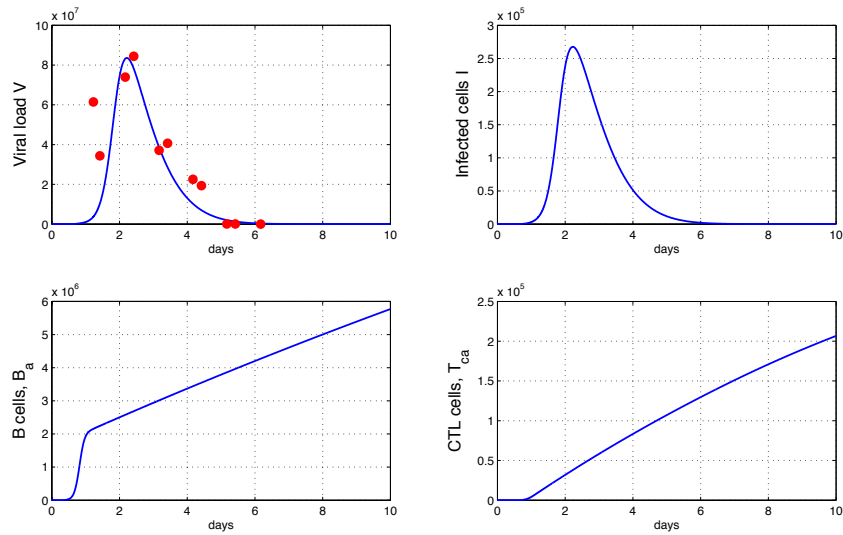 x 10^7
10
8
6
4
2
0
0 2 4 6 8 10
days
Viral load V
x 10^5
3
2.5
2
1.5
1
0.5
0
0 2 4 6 8 10
days
Infected cells I
x 10^6
6
5
4
3
2
1
0
0 2 4 6 8 10
days
B cells, B_a
x 10^5
2.5
2
1.5
1
0.5
0
0 2 4 6 8 10
days
CTL cells, T_ca